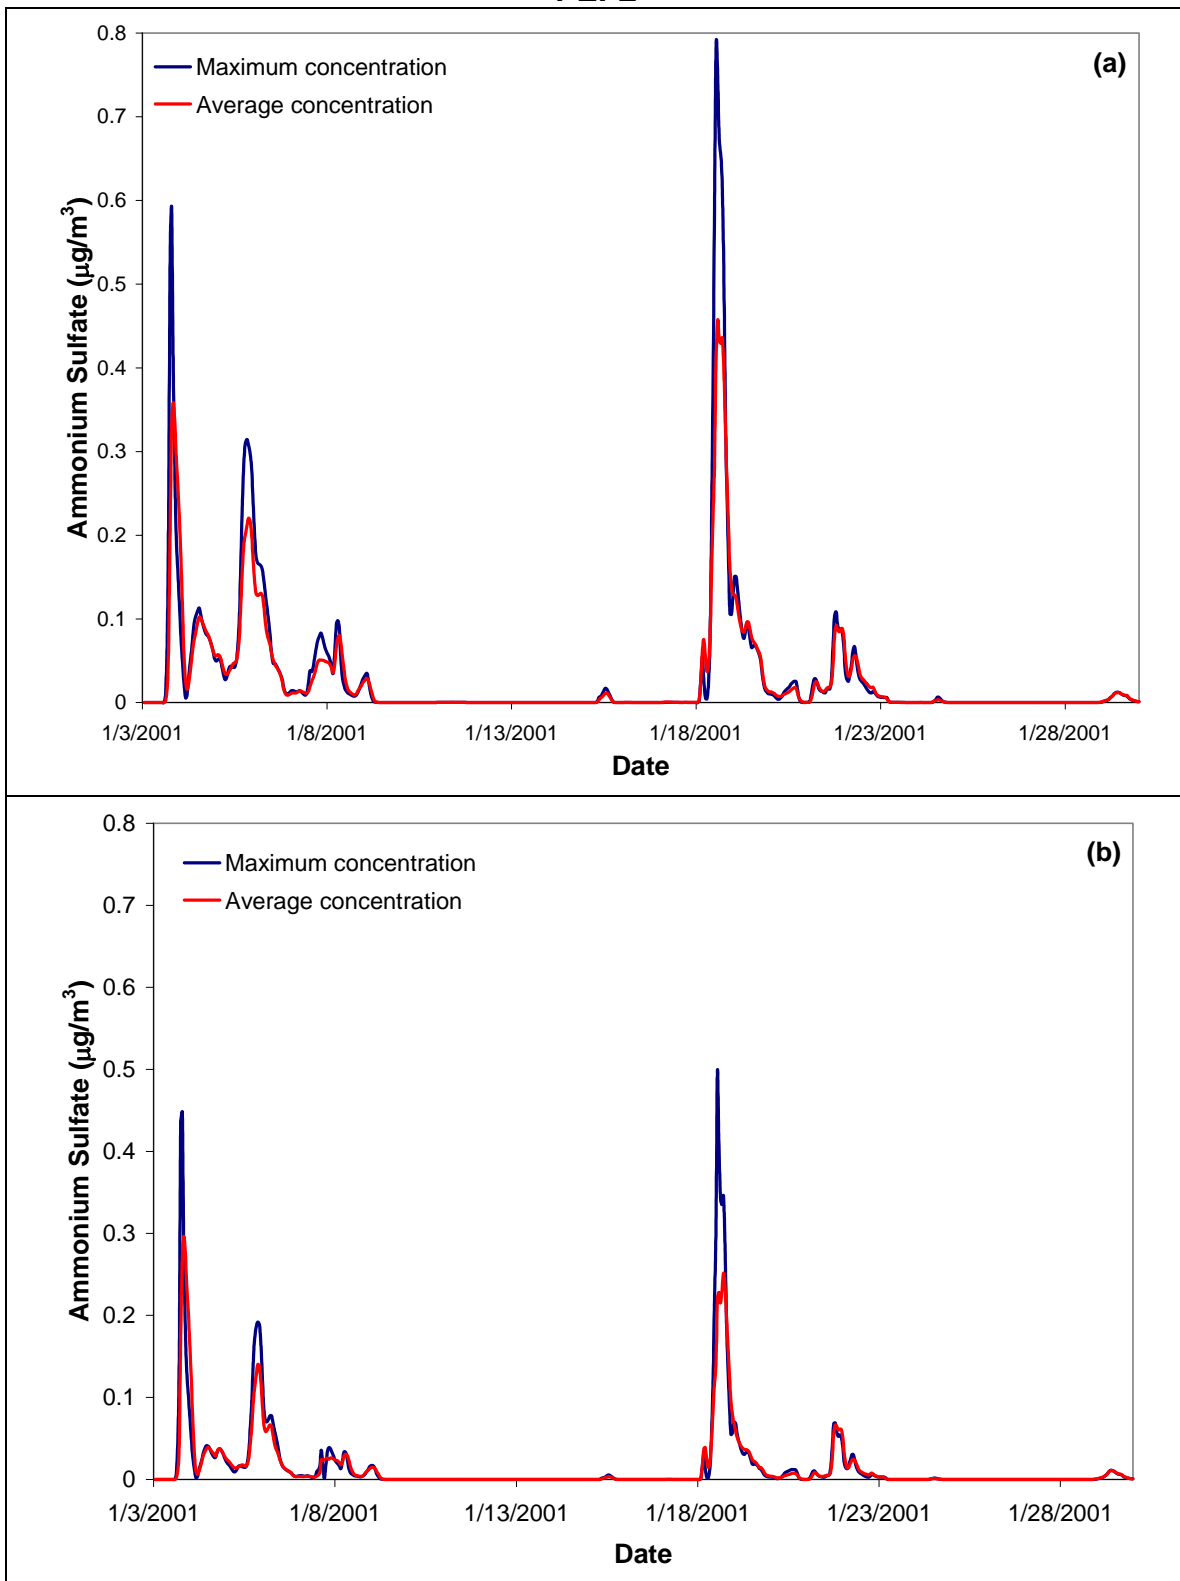 (a)
Maximum concentration
Average concentration
Ammonium Sulfate (μg/m³)
0.8
0.7
0.6
0.5
0.4
0.3
0.2
0.1
0
1/3/2001 1/8/2001 1/13/2001 1/18/2001 1/23/2001 1/28/2001
Date
(b)
Maximum concentration
Average concentration
Ammonium Sulfate (μg/m³)
0.8
0.7
0.6
0.5
0.4
0.3
0.2
0.1
0
1/3/2001 1/8/2001 1/13/2001 1/18/2001 1/23/2001 1/28/2001
Date